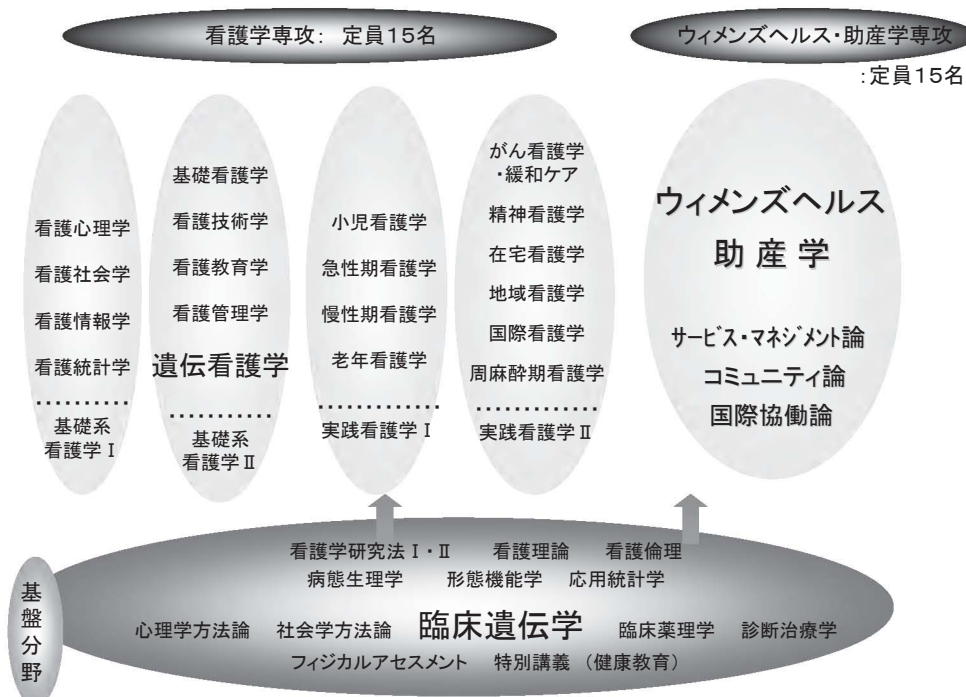 看護学専攻： 定員15名
ウィメンズヘルス・助産学専攻
：定員15名
看護心理学
看護社会学
看護情報学
看護統計学
基礎系
看護学Ⅰ
基礎看護学
看護技術学
看護教育学
看護管理学
遺伝看護学
基礎系
看護学Ⅱ
小児看護学
急性期看護学
慢性期看護学
老年看護学
実践看護学Ⅰ
がん看護学
・緩和ケア
精神看護学
在宅看護学
地域看護学
国際看護学
周麻酔期看護学
実践看護学Ⅱ
ウィメンズヘルス
助産学
サービス・マネジメント論
コミュニティ論
国際協働論
基盤分野
看護学研究法Ⅰ・Ⅱ 看護理論 看護倫理
病態生理学 形態機能学 応用統計学
心理学方法論 社会学方法論 臨床遺伝学 臨床薬理学 診断治療学
フィジカルアセスメント 特別講義（健康教育）